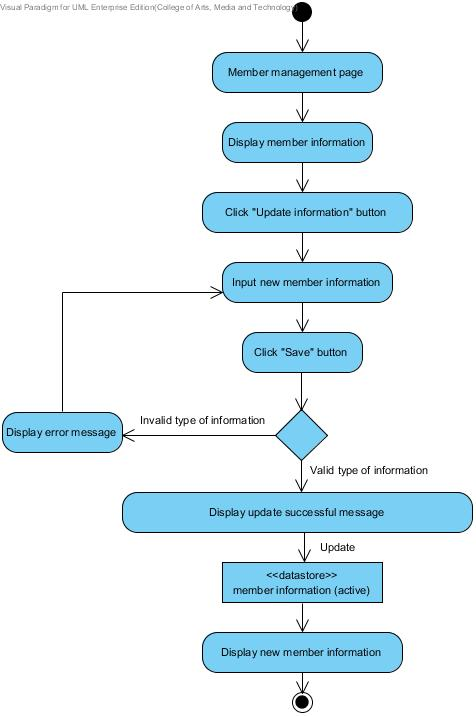 Visual Paradigm for UML Enterprise Edition(College of Arts, Media and Technology)
Member management page
Display member information
Click "Update information" button
Input new member information
Click "Save" button
Invalid type of information
Display error message
Valid type of information
Display update successful message
Update
<<datastore>>
member information (active)
Display new member information